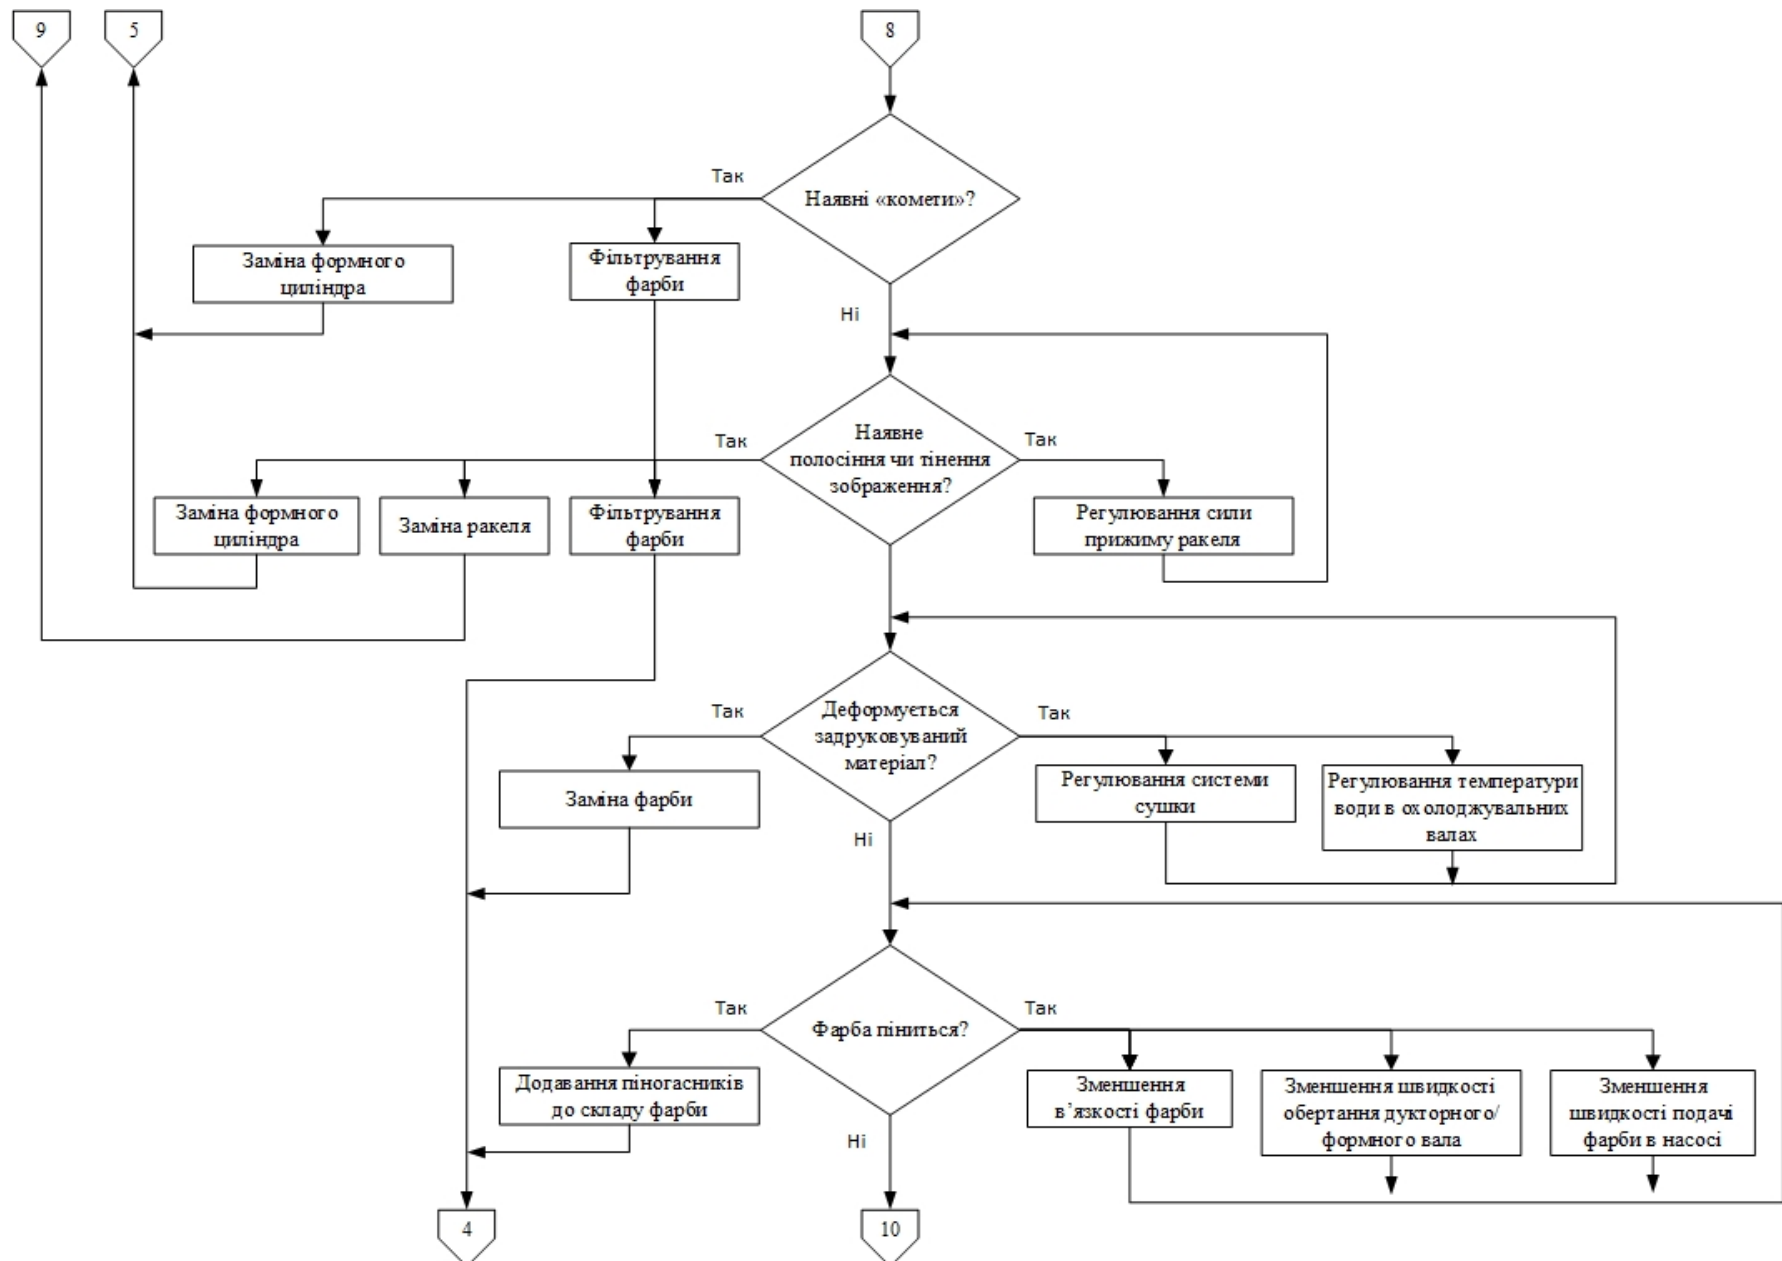 9
5
8
Так
Наявні «комети»?
Заміна формного
циліндра
Фільтрування
фарби
Ні
Так
Наявне
полосіння чи тінення
зображення?
Так
Заміна формного
циліндра
Заміна ракеля
Фільтрування
фарби
Регулювання сили
прижиму ракеля
Так
Деформується
задруковуваний
матеріал?
Так
Заміна фарби
Регулювання системи
сушки
Регулювання температури
води в охолоджувальних
валах
Ні
Так
Фарба піниться?
Так
Додавання піногасників
до складу фарби
Зменшення
в’язкості фарби
Зменшення швидкості
обертання дукторного/
формного вала
Зменшення
швидкості подачі
фарби в насосі
Ні
4
10